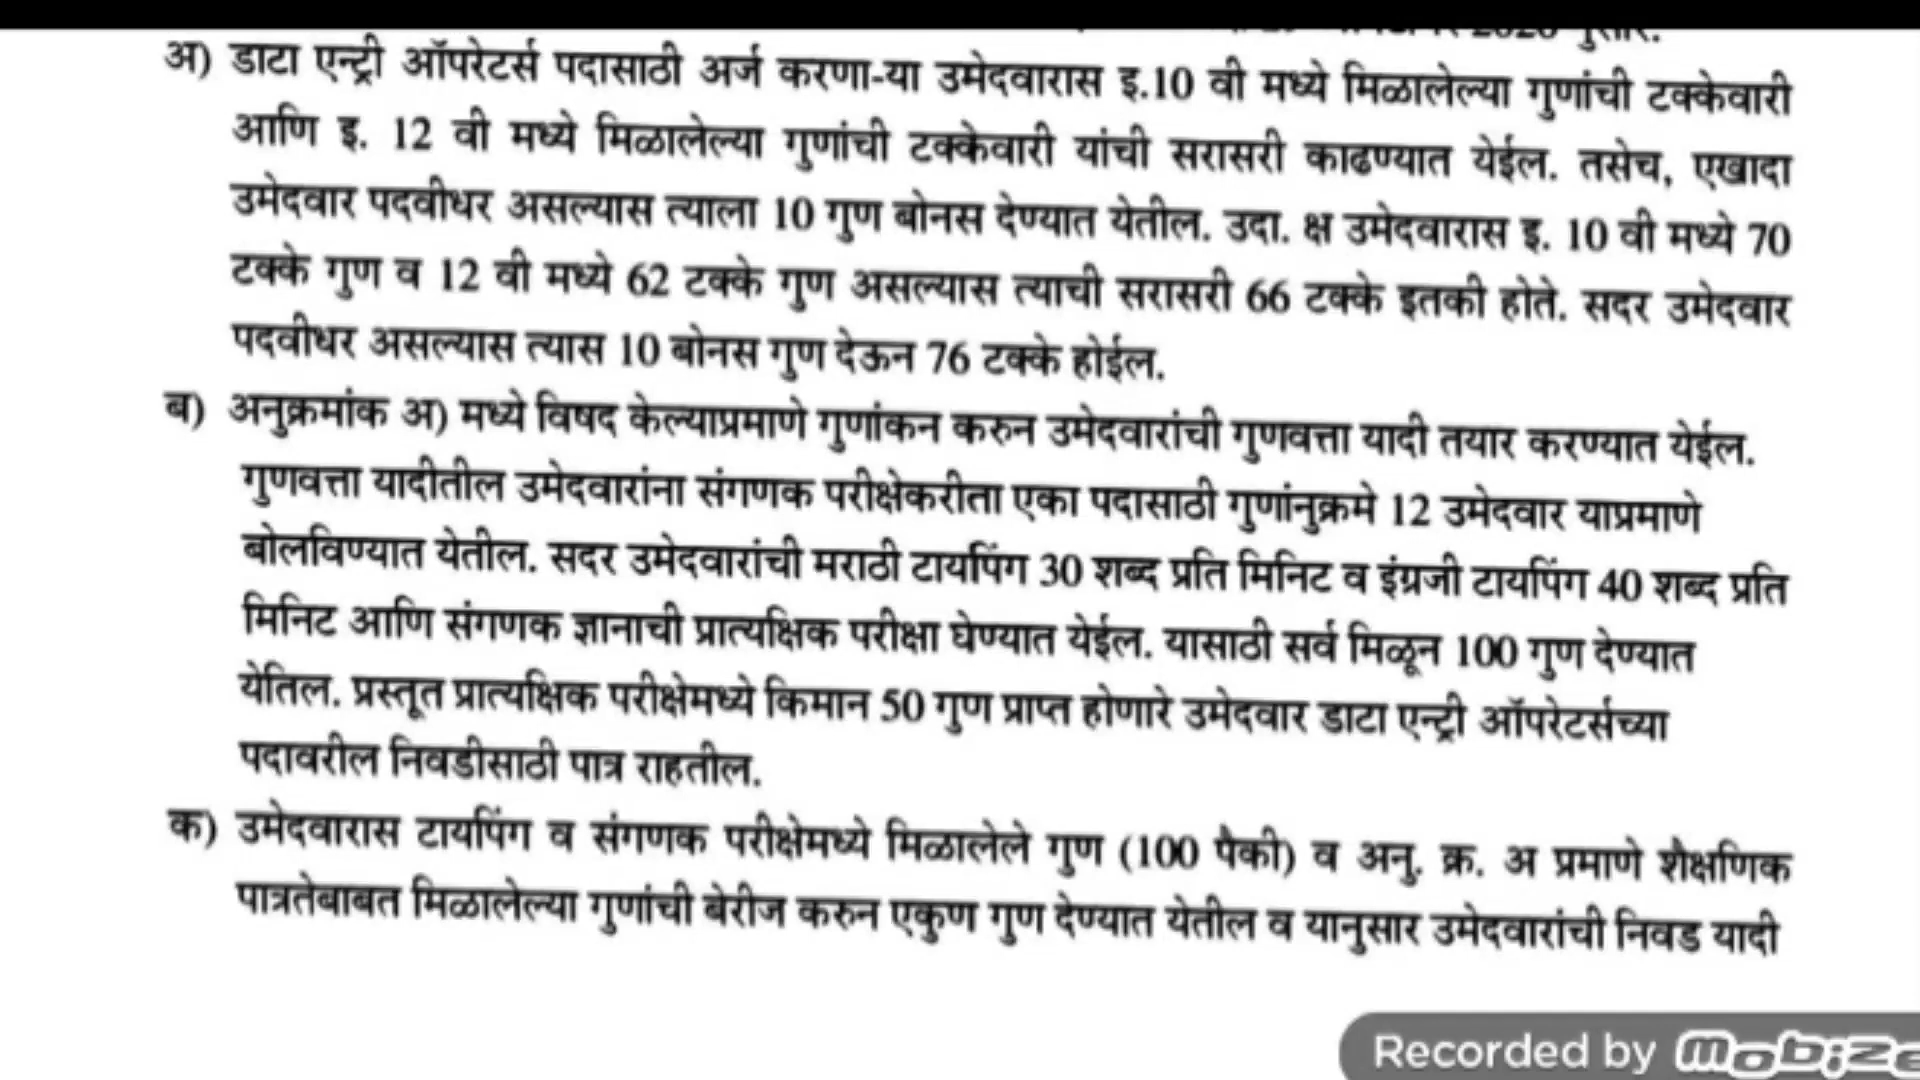 2020 नुसार.
अ) डाटा एन्ट्री ऑपरेटर्स पदासाठी अर्ज करणा-या उमेदवारास इ.10 वी मध्ये मिळालेल्या गुणांची टक्केवारी
आणि इ. 12 वी मध्ये मिळालेल्या गुणांची टक्केवारी यांची सरासरी काढण्यात येईल. तसेच, एखादा
उमेदवार पदवीधर असल्यास त्याला 10 गुण बोनस देण्यात येतील. उदा. क्ष उमेदवारास इ. 10 वी मध्ये 70
टक्के गुण व 12 वी मध्ये 62 टक्के गुण असल्यास त्याची सरासरी 66 टक्के इतकी होते. सदर उमेदवार
पदवीधर असल्यास त्यास 10 बोनस गुण देऊन 76 टक्के होईल.
ब) अनुक्रमांक अ) मध्ये विषद केल्याप्रमाणे गुणांकन करुन उमेदवारांची गुणवत्ता यादी तयार करण्यात येईल.
गुणवत्ता यादीतील उमेदवारांना संगणक परीक्षेकरीता एका पदासाठी गुणांनुक्रमे 12 उमेदवार याप्रमाणे
बोलविण्यात येतील. सदर उमेदवारांची मराठी टायपिंग 30 शब्द प्रति मिनिट व इंग्रजी टायपिंग 40 शब्द प्रति
मिनिट आणि संगणक ज्ञानाची प्रात्यक्षिक परीक्षा घेण्यात येईल. यासाठी सर्व मिळून 100 गुण देण्यात
येतिल. प्रस्तूत प्रात्यक्षिक परीक्षेमध्ये किमान 50 गुण प्राप्त होणारे उमेदवार डाटा एन्ट्री ऑपरेटर्सच्या
पदावरील निवडीसाठी पात्र राहतील.
क) उमेदवारास टायपिंग व संगणक परीक्षेमध्ये मिळालेले गुण (100 पैकी) व अनु. क्र. अ प्रमाणे शैक्षणिक
पात्रतेबाबत मिळालेल्या गुणांची बेरीज करुन एकुण गुण देण्यात येतील व यानुसार उमेदवारांची निवड यादी
Recorded by